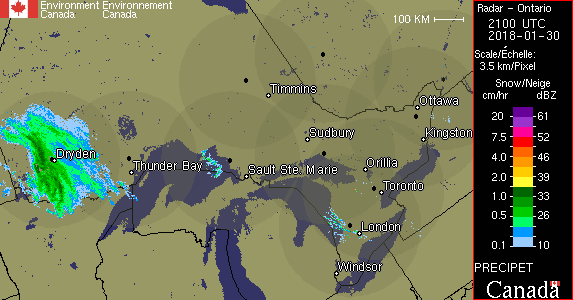 Environment Environnement
Canada Canada
100 KM
Timmins
Ottawa
Sudbury
Kingston
Dryden
Thunder Bay
Sault Ste. Marie
Orillia
Toronto
London
Windsor
Radar - Ontario
2100 UTC
2018-01-30
Scale/Échelle:
3.5 km/Pixel
Snow/Neige
cm/hr dBZ
20 61
7.5 52
4.0 46
2.0 39
1.0 33
0.5 26
0.1 10
PRECIPET
Canada